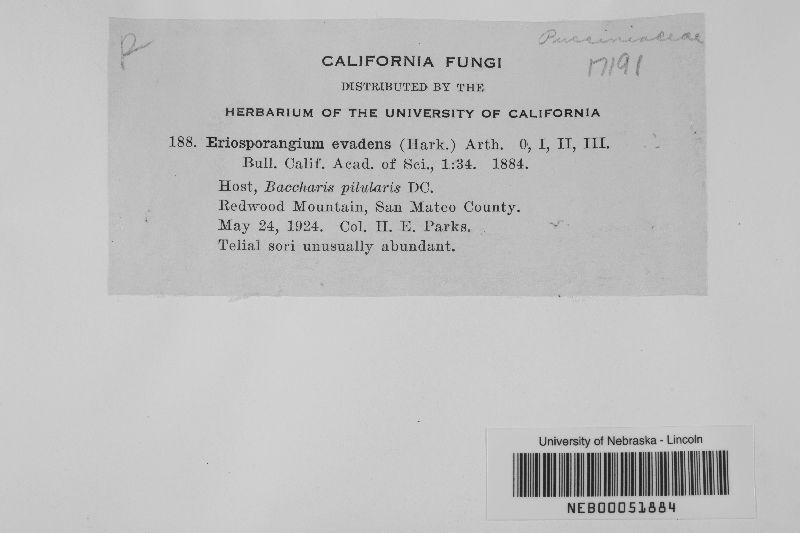 P
Pucciniaceae
17191
CALIFORNIA FUNGI
DISTRIBUTED BY THE
HERBARIUM OF THE UNIVERSITY OF CALIFORNIA
188. Eriosporangium evadens (Hark.) Arth. 0, I, II, III.
Bull. Calif. Acad. of Sci., 1:34. 1884.
Host, Baccharis pilularis DC.
Redwood Mountain, San Mateo County.
May 24, 1924. Col. H. E. Parks.
Telial sori unusually abundant.
University of Nebraska - Lincoln
NEB00051884